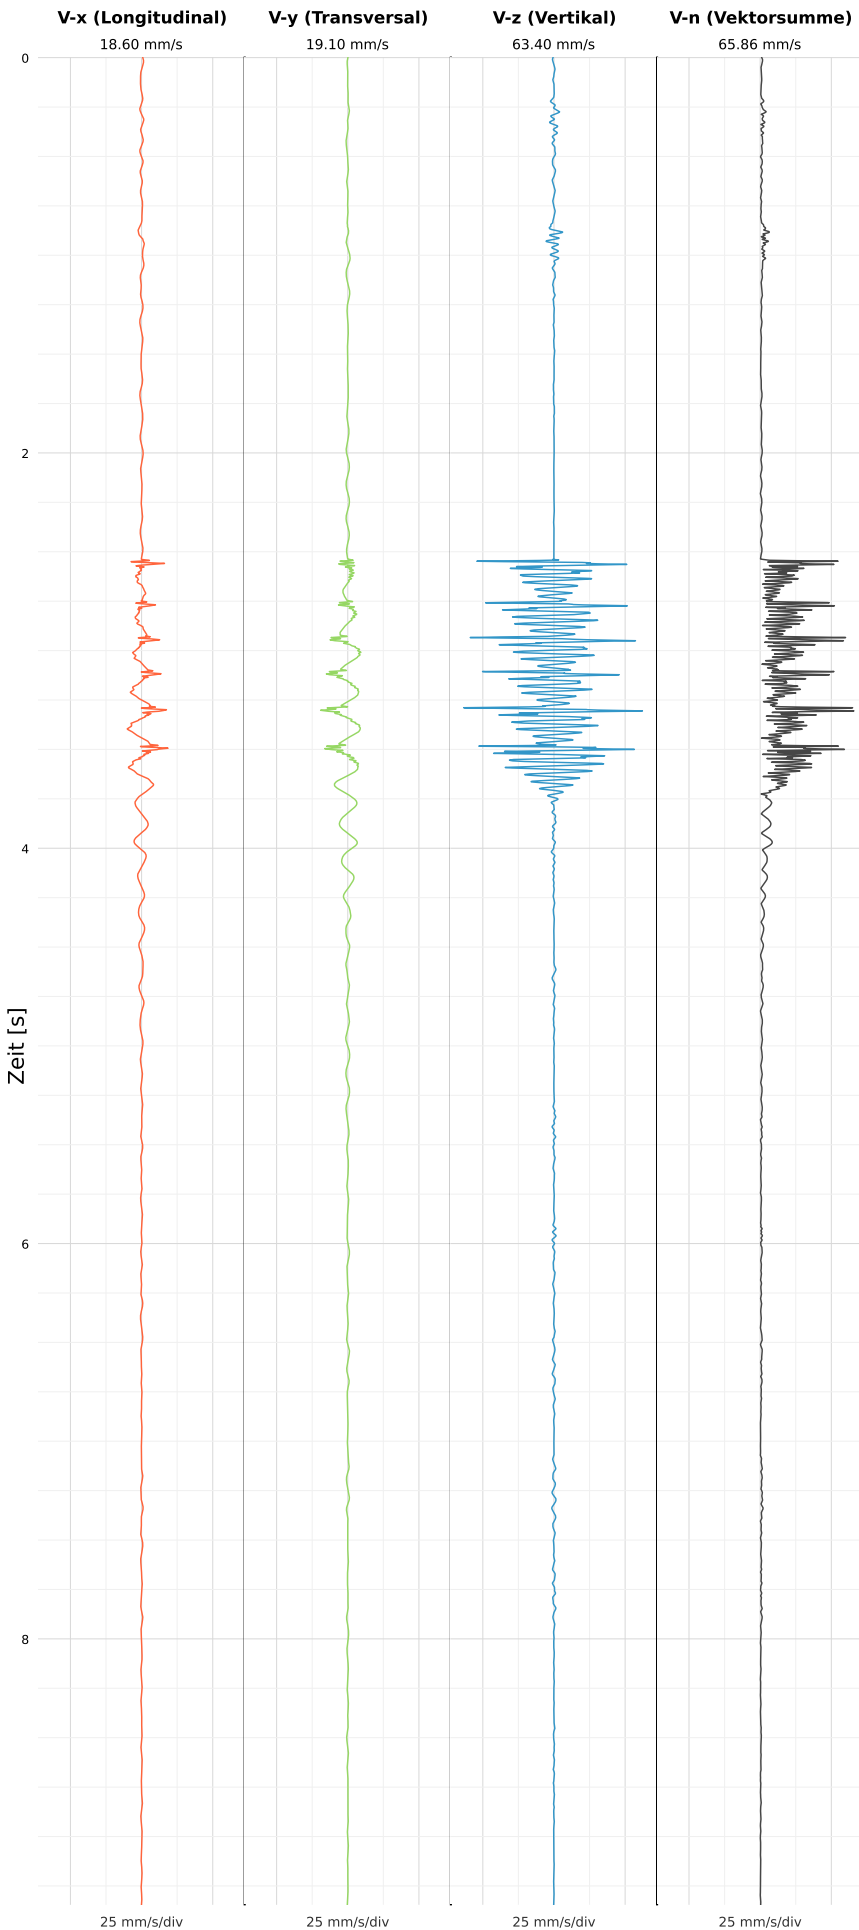 V-x (Longitudinal) V-y (Transversal) V-z (Vertikal) V-n (Vektorsumme)
18.60 mm/s 19.10 mm/s 63.40 mm/s 65.86 mm/s
0
2
4
Zeit [s]
6
8
25 mm/s/div 25 mm/s/div 25 mm/s/div 25 mm/s/div